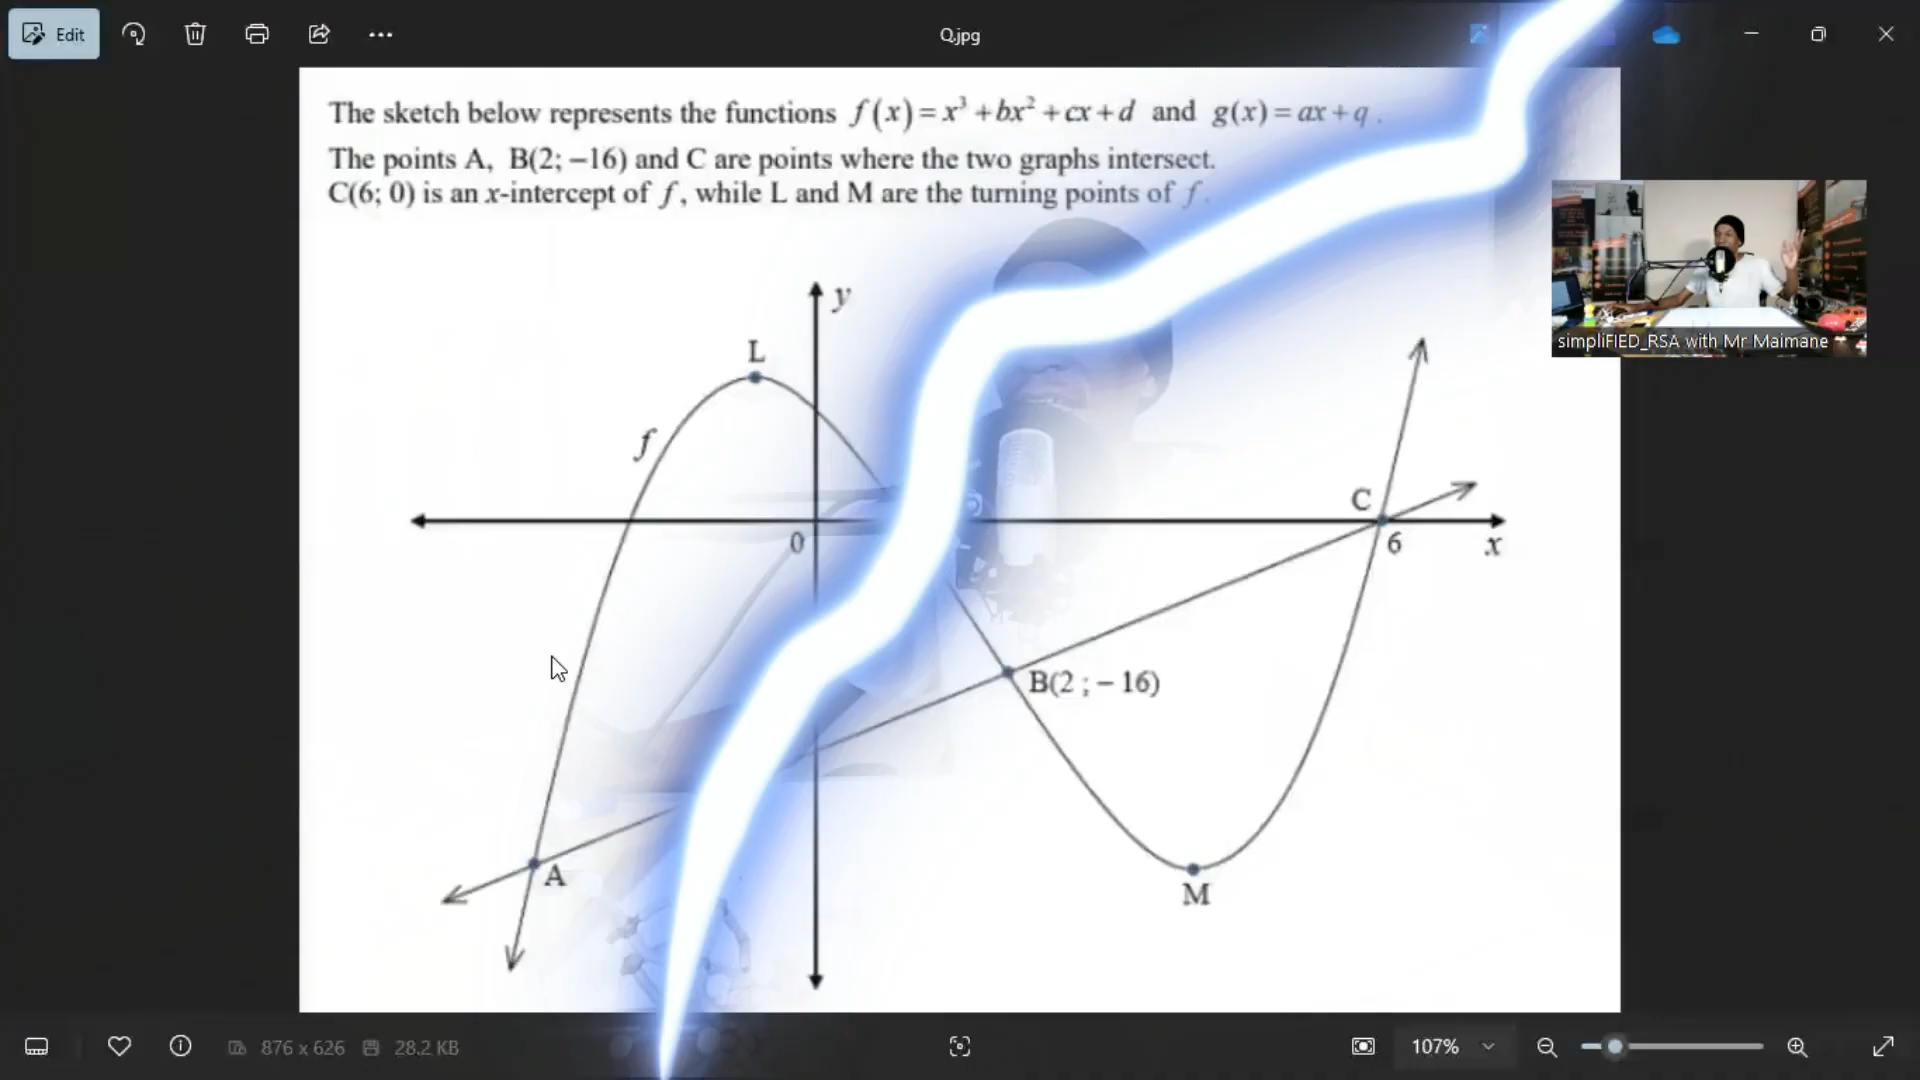 Edit
Q.jpg
The sketch below represents the functions f(x) = x³ + bx² + cx + d and g(x) = ax + q.
The points A, B(2; −16) and C are points where the two graphs intersect.
C(6; 0) is an x-intercept of f, while L and M are the turning points of f.
simpliFIED_RSA with Mr Maimane
y
L
f
C
0
6
x
B(2 ; − 16)
A
M
876 x 626
28.2 KB
107%